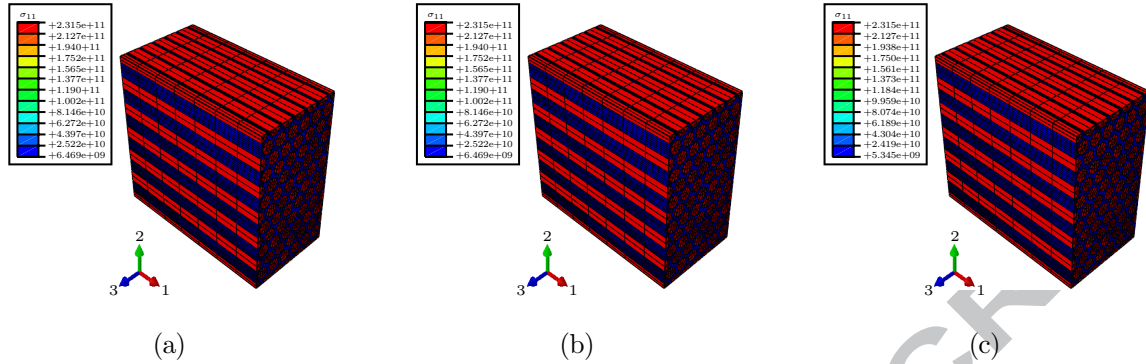 σ11
+2.315e+11
+2.127e+11
+1.940+11
+1.752e+11
+1.565e+11
+1.377e+11
+1.190+11
+1.002e+11
+8.146e+10
+6.272e+10
+4.397e+10
+2.522e+10
+6.469e+09
2
3
1
(a)
σ11
+2.315e+11
+2.127e+11
+1.940+11
+1.752e+11
+1.565e+11
+1.377e+11
+1.190+11
+1.002e+11
+8.146e+10
+6.272e+10
+4.397e+10
+2.522e+10
+6.469e+09
2
3
1
(b)
σ11
+2.315e+11
+2.127e+11
+1.938e+11
+1.750e+11
+1.561e+11
+1.373e+11
+1.184e+11
+9.959e+10
+8.074e+10
+6.189e+10
+4.304e+10
+2.419e+10
+5.345e+09
2
3
1
(c)